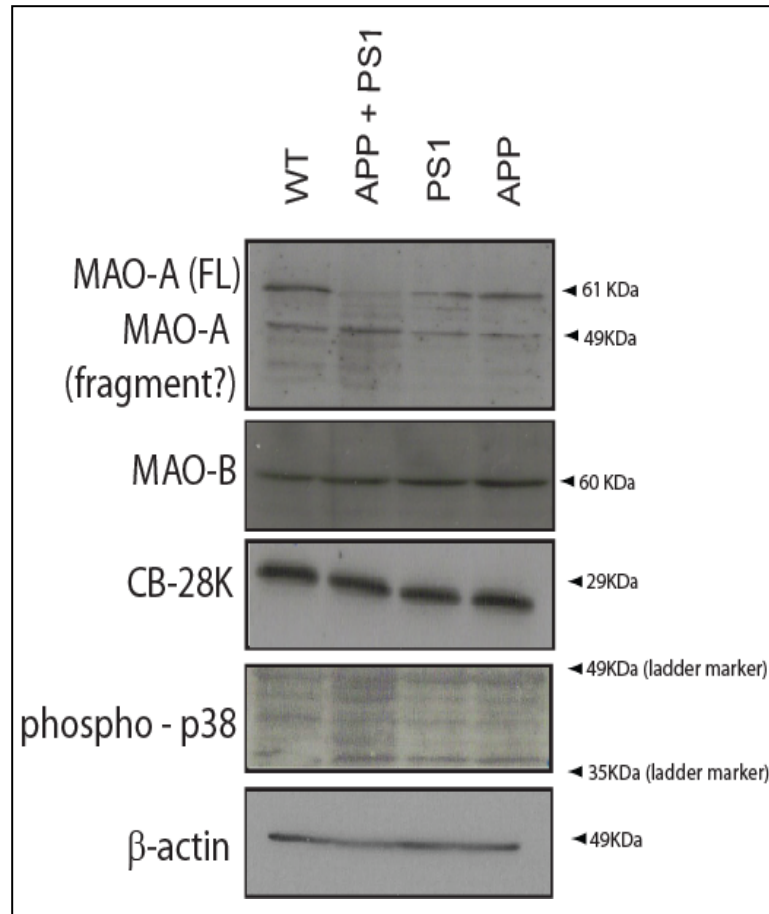 WT
APP + PS1
PS1
APP
MAO-A (FL)
◄ 61 KDa
MAO-A
◄ 49KDa
(fragment?)
MAO-B
◄ 60 KDa
CB-28K
◄ 29KDa
◄ 49KDa (ladder marker)
phospho - p38
◄ 35KDa (ladder marker)
β-actin
◄ 49KDa